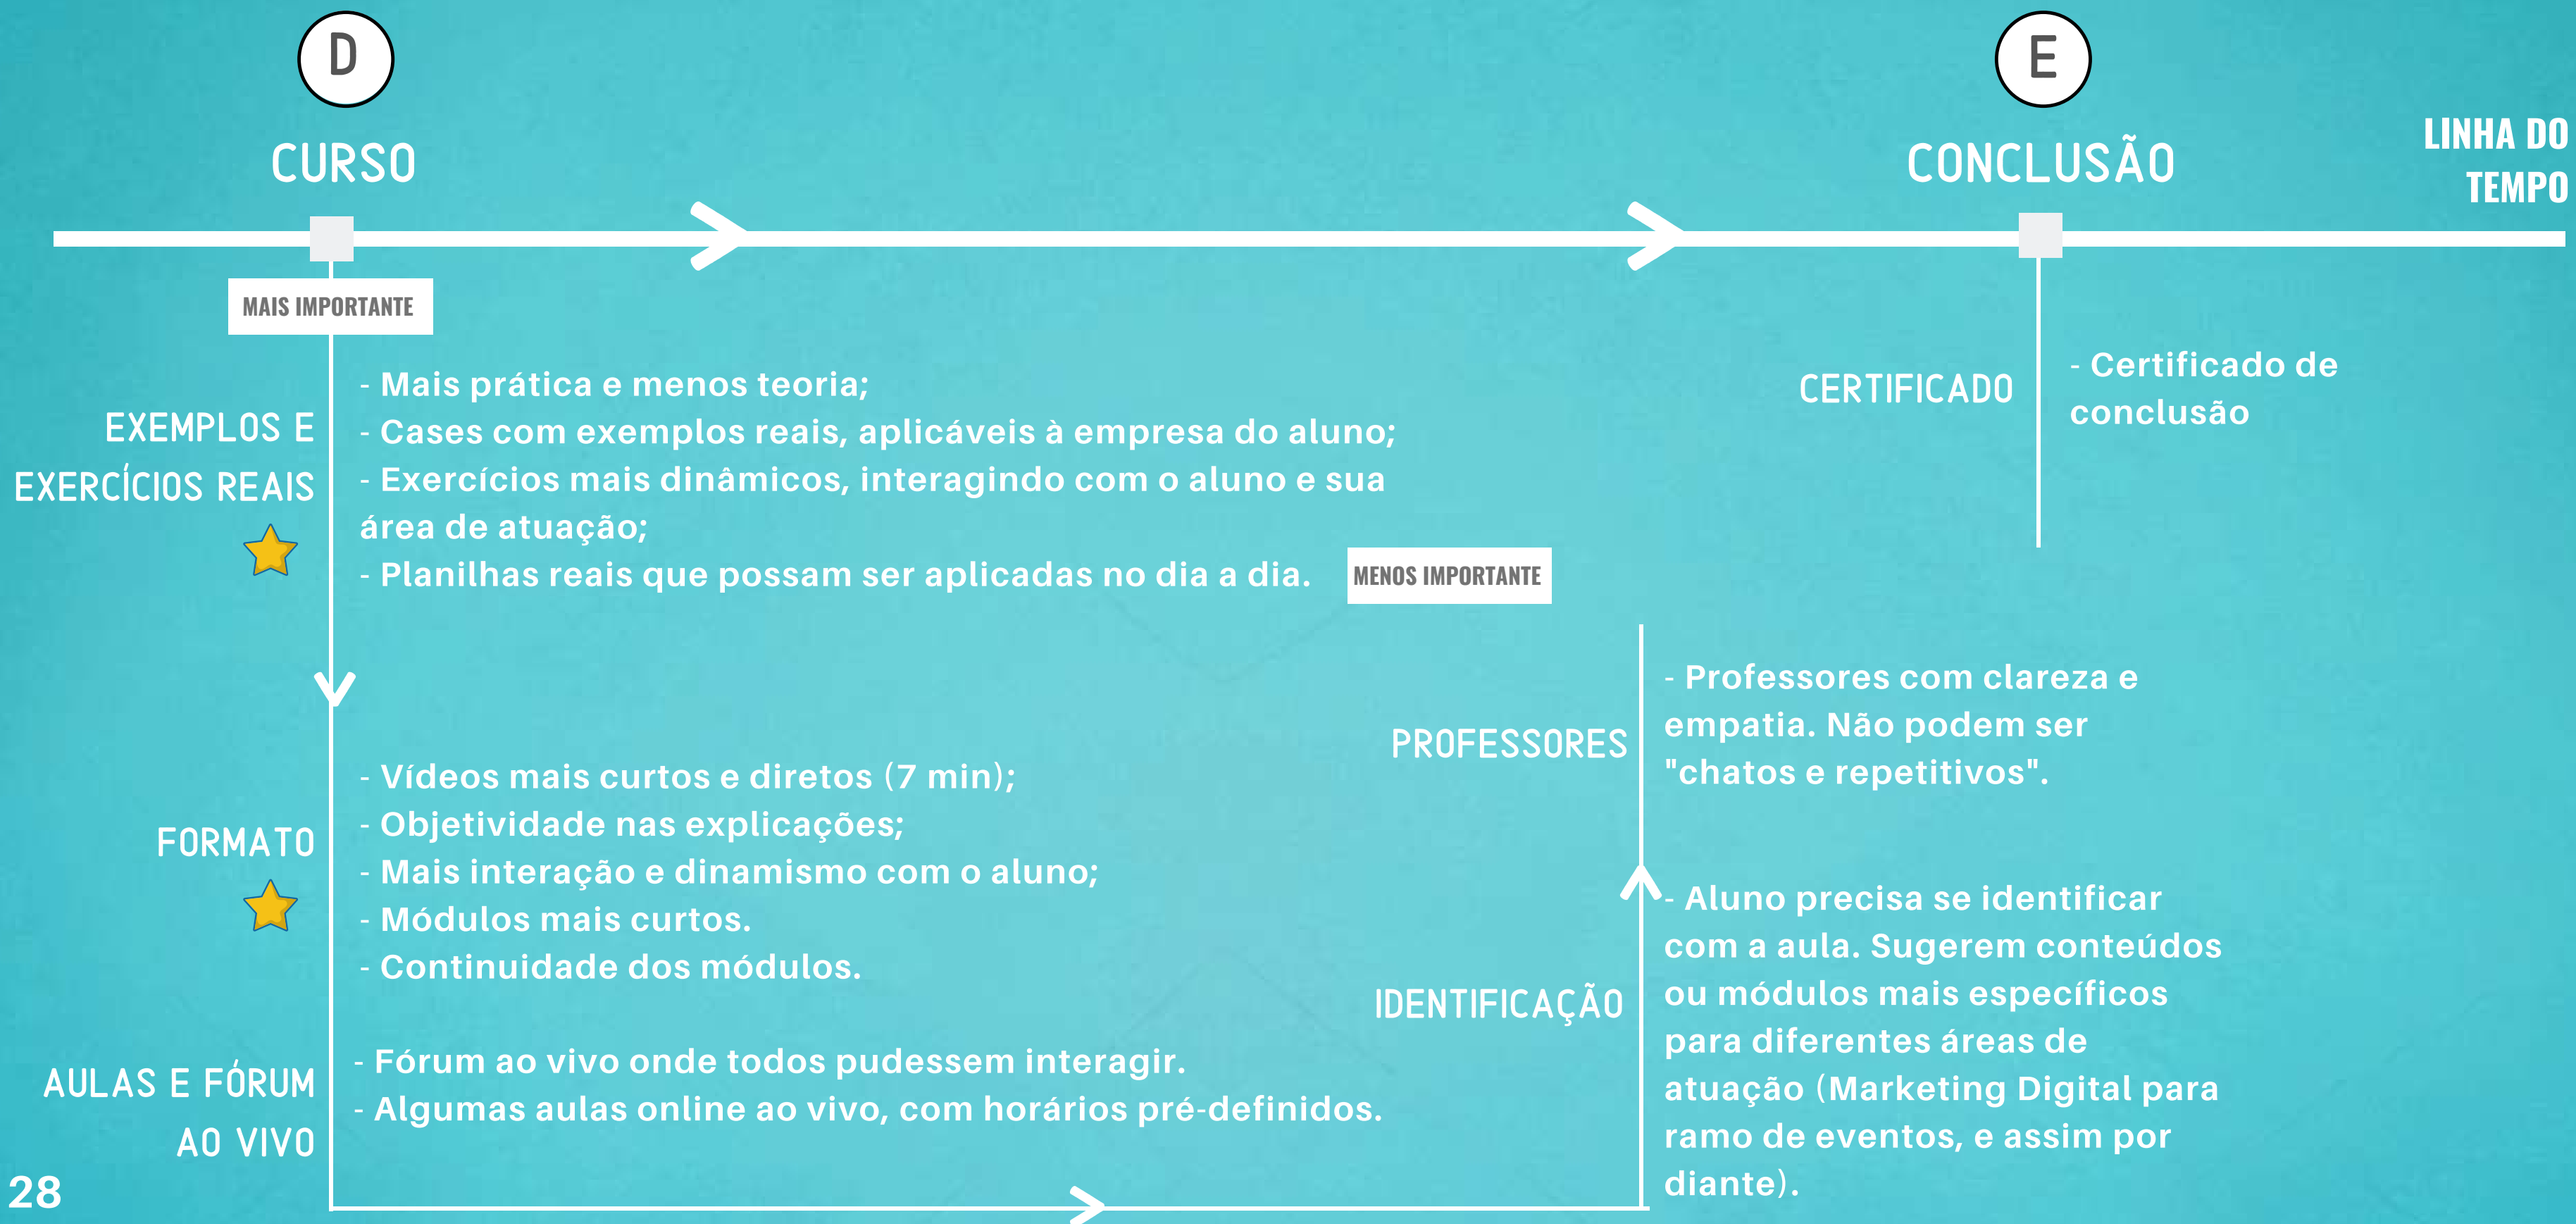 D
CURSO
E
CONCLUSÃO
LINHA DO
TEMPO
MAIS IMPORTANTE
EXEMPLOS E
EXERCÍCIOS REAIS
- Mais prática e menos teoria;
- Cases com exemplos reais, aplicáveis à empresa do aluno;
- Exercícios mais dinâmicos, interagindo com o aluno e sua
área de atuação;
- Planilhas reais que possam ser aplicadas no dia a dia.
FORMATO
- Vídeos mais curtos e diretos (7 min);
- Objetividade nas explicações;
- Mais interação e dinamismo com o aluno;
- Módulos mais curtos.
- Continuidade dos módulos.
AULAS E FÓRUM
AO VIVO
- Fórum ao vivo onde todos pudessem interagir.
- Algumas aulas online ao vivo, com horários pré-definidos.
IDENTIFICAÇÃO
- Aluno precisa se identificar
com a aula. Sugerem conteúdos
ou módulos mais específicos
para diferentes áreas de
atuação (Marketing Digital para
ramo de eventos, e assim por
diante).
PROFESSORES
- Professores com clareza e
empatia. Não podem ser
"chatos e repetitivos".
MENOS IMPORTANTE
CERTIFICADO
- Certificado de
conclusão
28